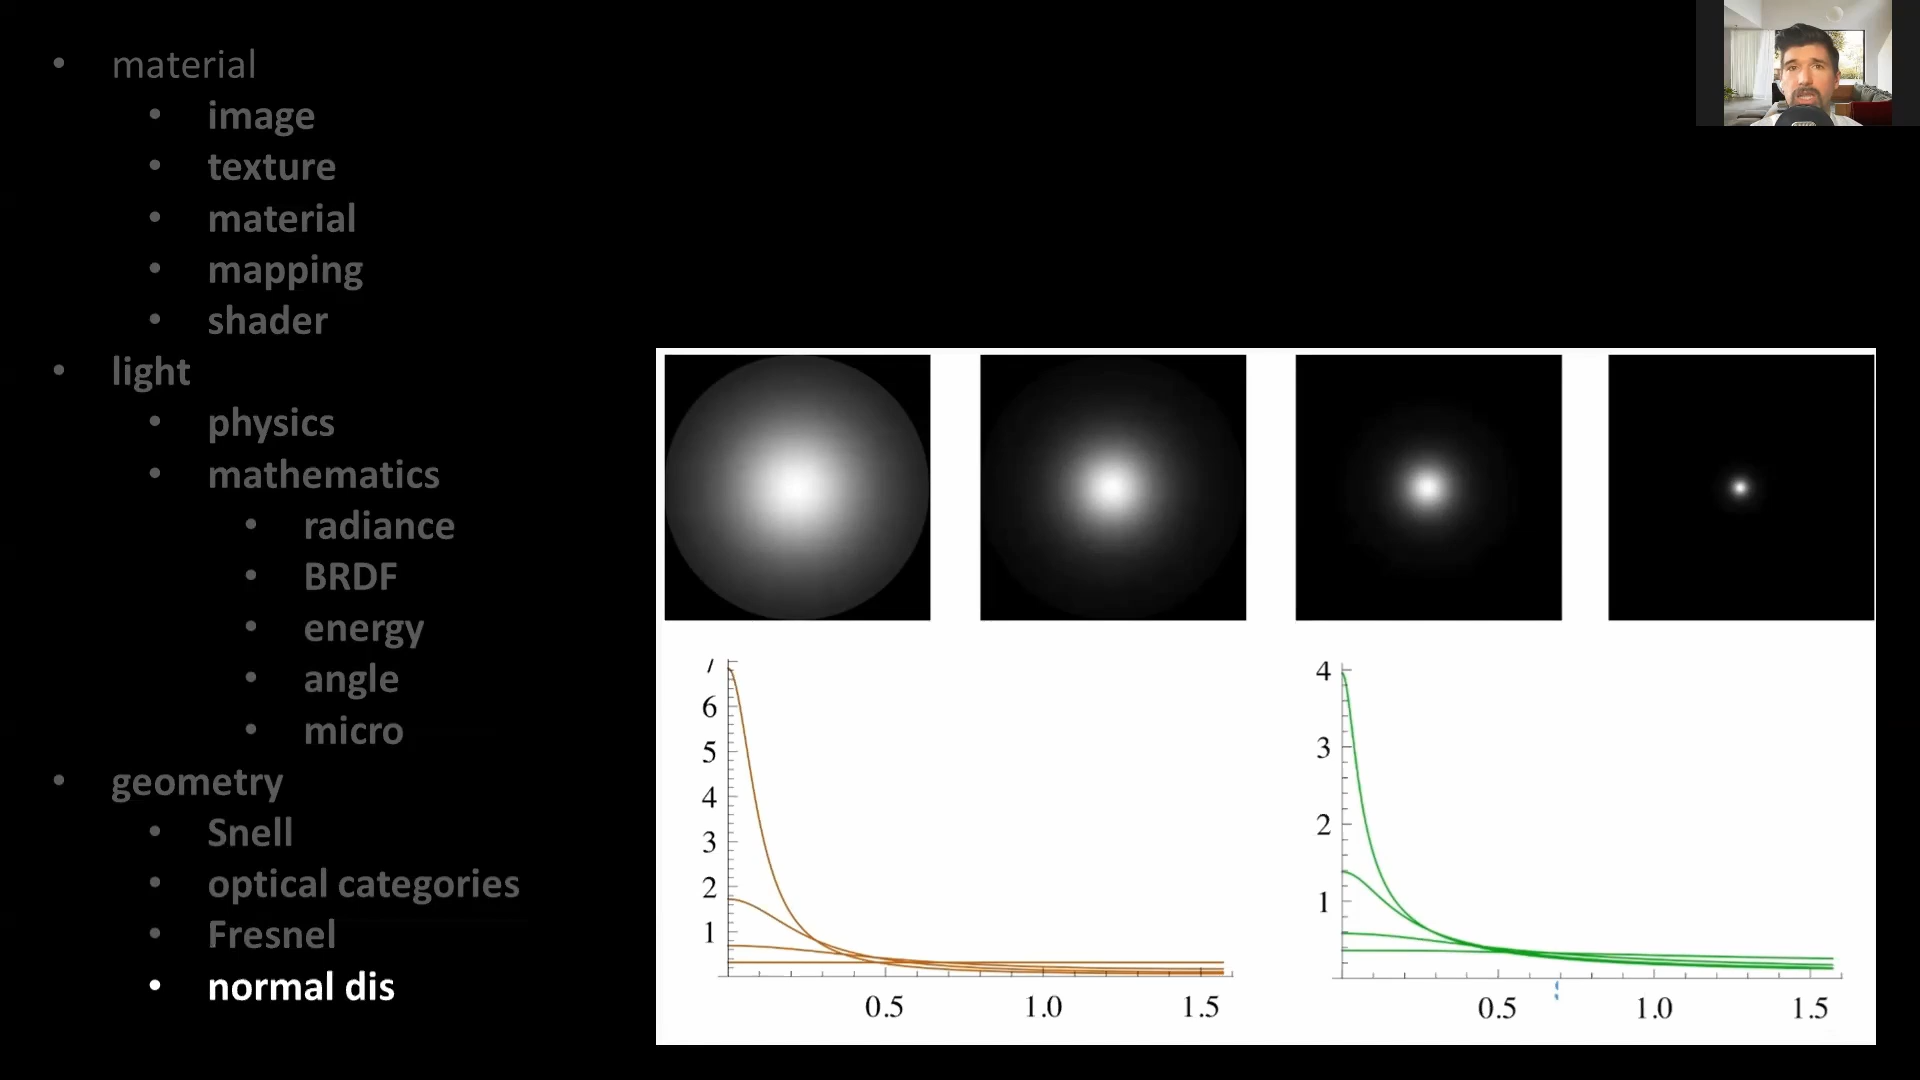 material
image
texture
material
mapping
shader
light
physics
mathematics
radiance
BRDF
energy
angle
micro
geometry
Snell
optical categories
Fresnel
normal dis
7
6
5
4
3
2
1
0.5 1.0 1.5
4
3
2
1
0.5 1.0 1.5